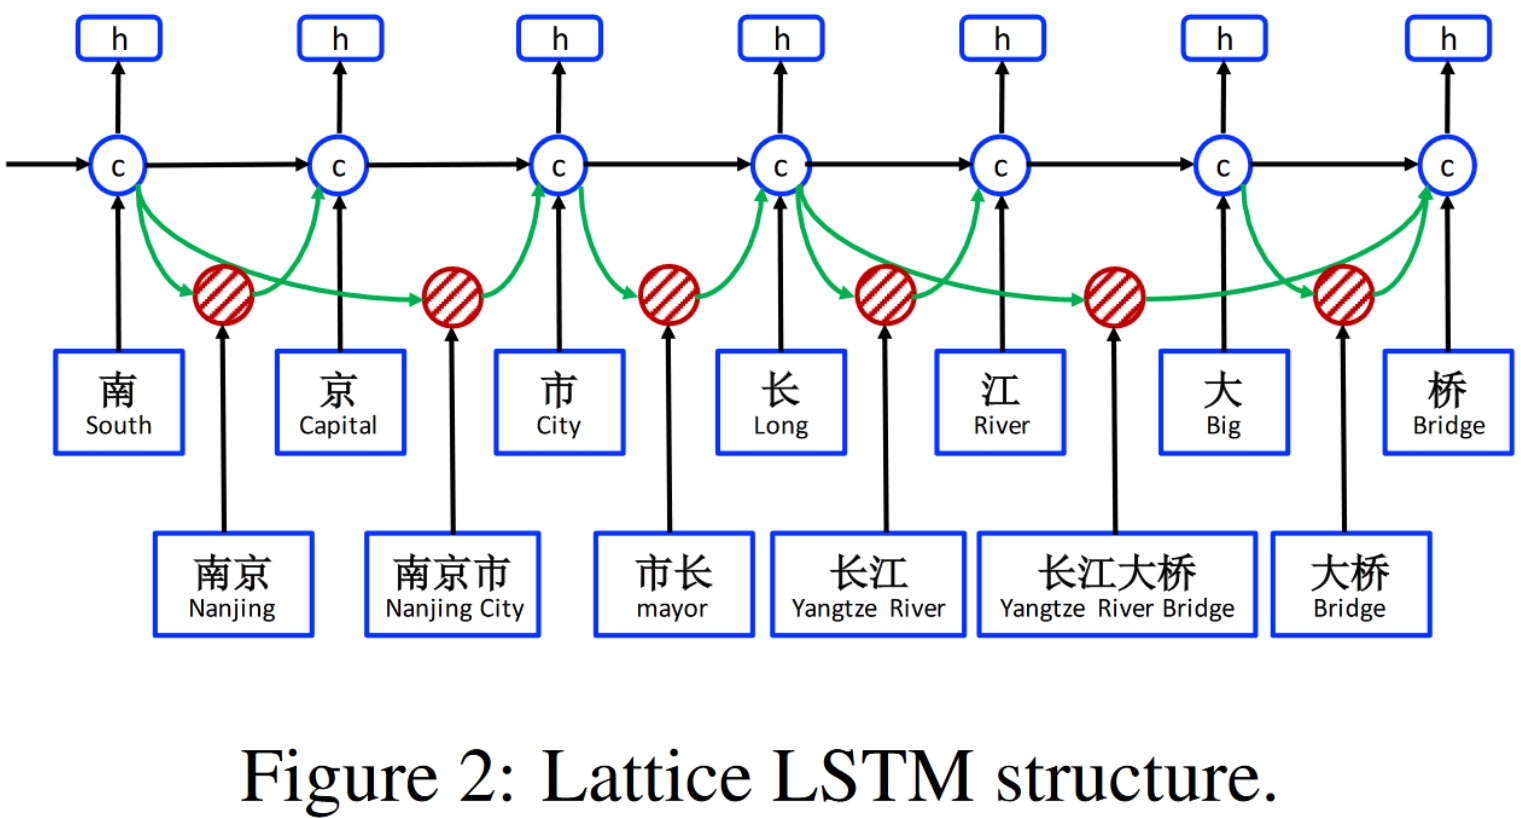 h h h h h h h
c c c c c c c
南 京 市 长 江 大 桥
South Capital City Long River Big Bridge
南京 南京市 市长 长江 长江大桥 大桥
Nanjing Nanjing City mayor Yangtze River Yangtze River Bridge Bridge
Figure 2: Lattice LSTM structure.